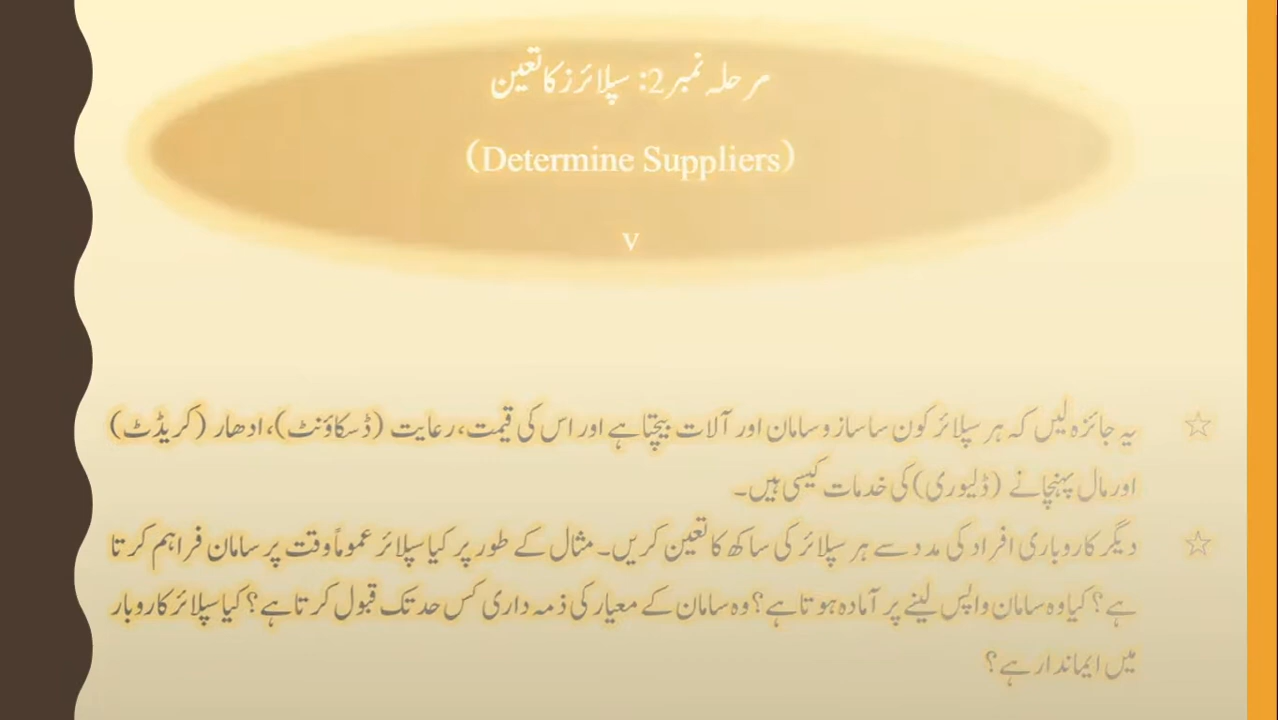 مرحلہ نمبر2: سپلائرز کا تعین
(Determine Suppliers)
v
☆ یہ جائزہ لیں کہ ہر سپلائر کون سا ساز و سامان اور آلات بیچتا ہے اور اس کی قیمت، رعایت (ڈسکاؤنٹ)، ادھار (کریڈٹ)
اور مال پہنچانے (ڈلیوری) کی خدمات کیسی ہیں۔
☆ دیگر کاروباری افراد کی مدد سے ہر سپلائر کی ساکھ کا تعین کریں۔ مثال کے طور پر کیا سپلائر عموماً وقت پر سامان فراہم کرتا
ہے؟ کیا وہ سامان واپس لینے پر آمادہ ہوتا ہے؟ وہ سامان کے معیار کی ذمہ داری کس حد تک قبول کرتا ہے؟ کیا سپلائر کاروبار
میں ایماندار ہے؟